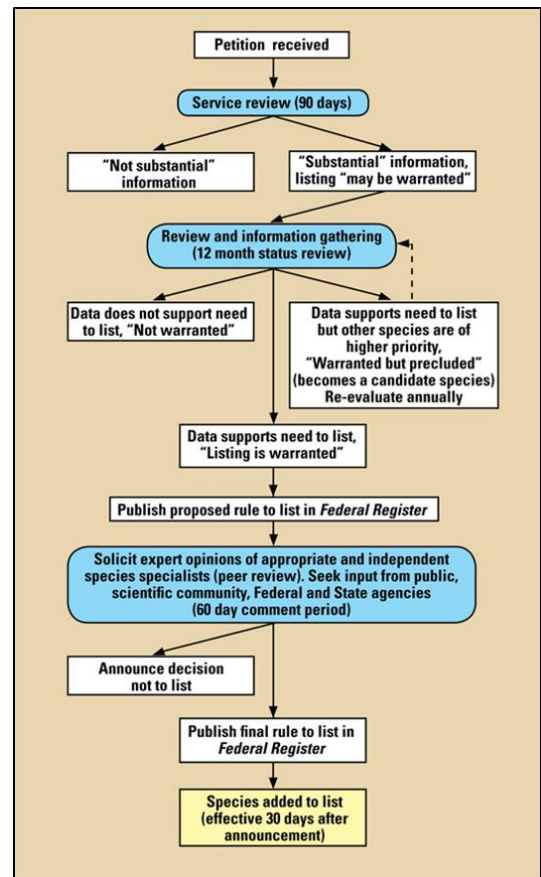 Petition received
Service review (90 days)
“Not substantial”
information
“Substantial” information,
listing “may be warranted”
Review and information gathering
(12 month status review)
Data does not support need
to list, “Not warranted”
Data supports need to list
but other species are of
higher priority,
“Warranted but precluded”
(becomes a candidate species)
Re-evaluate annually
Data supports need to list,
“Listing is warranted”
Publish proposed rule to list in Federal Register
Solicit expert opinions of appropriate and independent
species specialists (peer review). Seek input from public,
scientific community, Federal and State agencies
(60 day comment period)
Announce decision
not to list
Publish final rule to list in
Federal Register
Species added to list
(effective 30 days after
announcement)